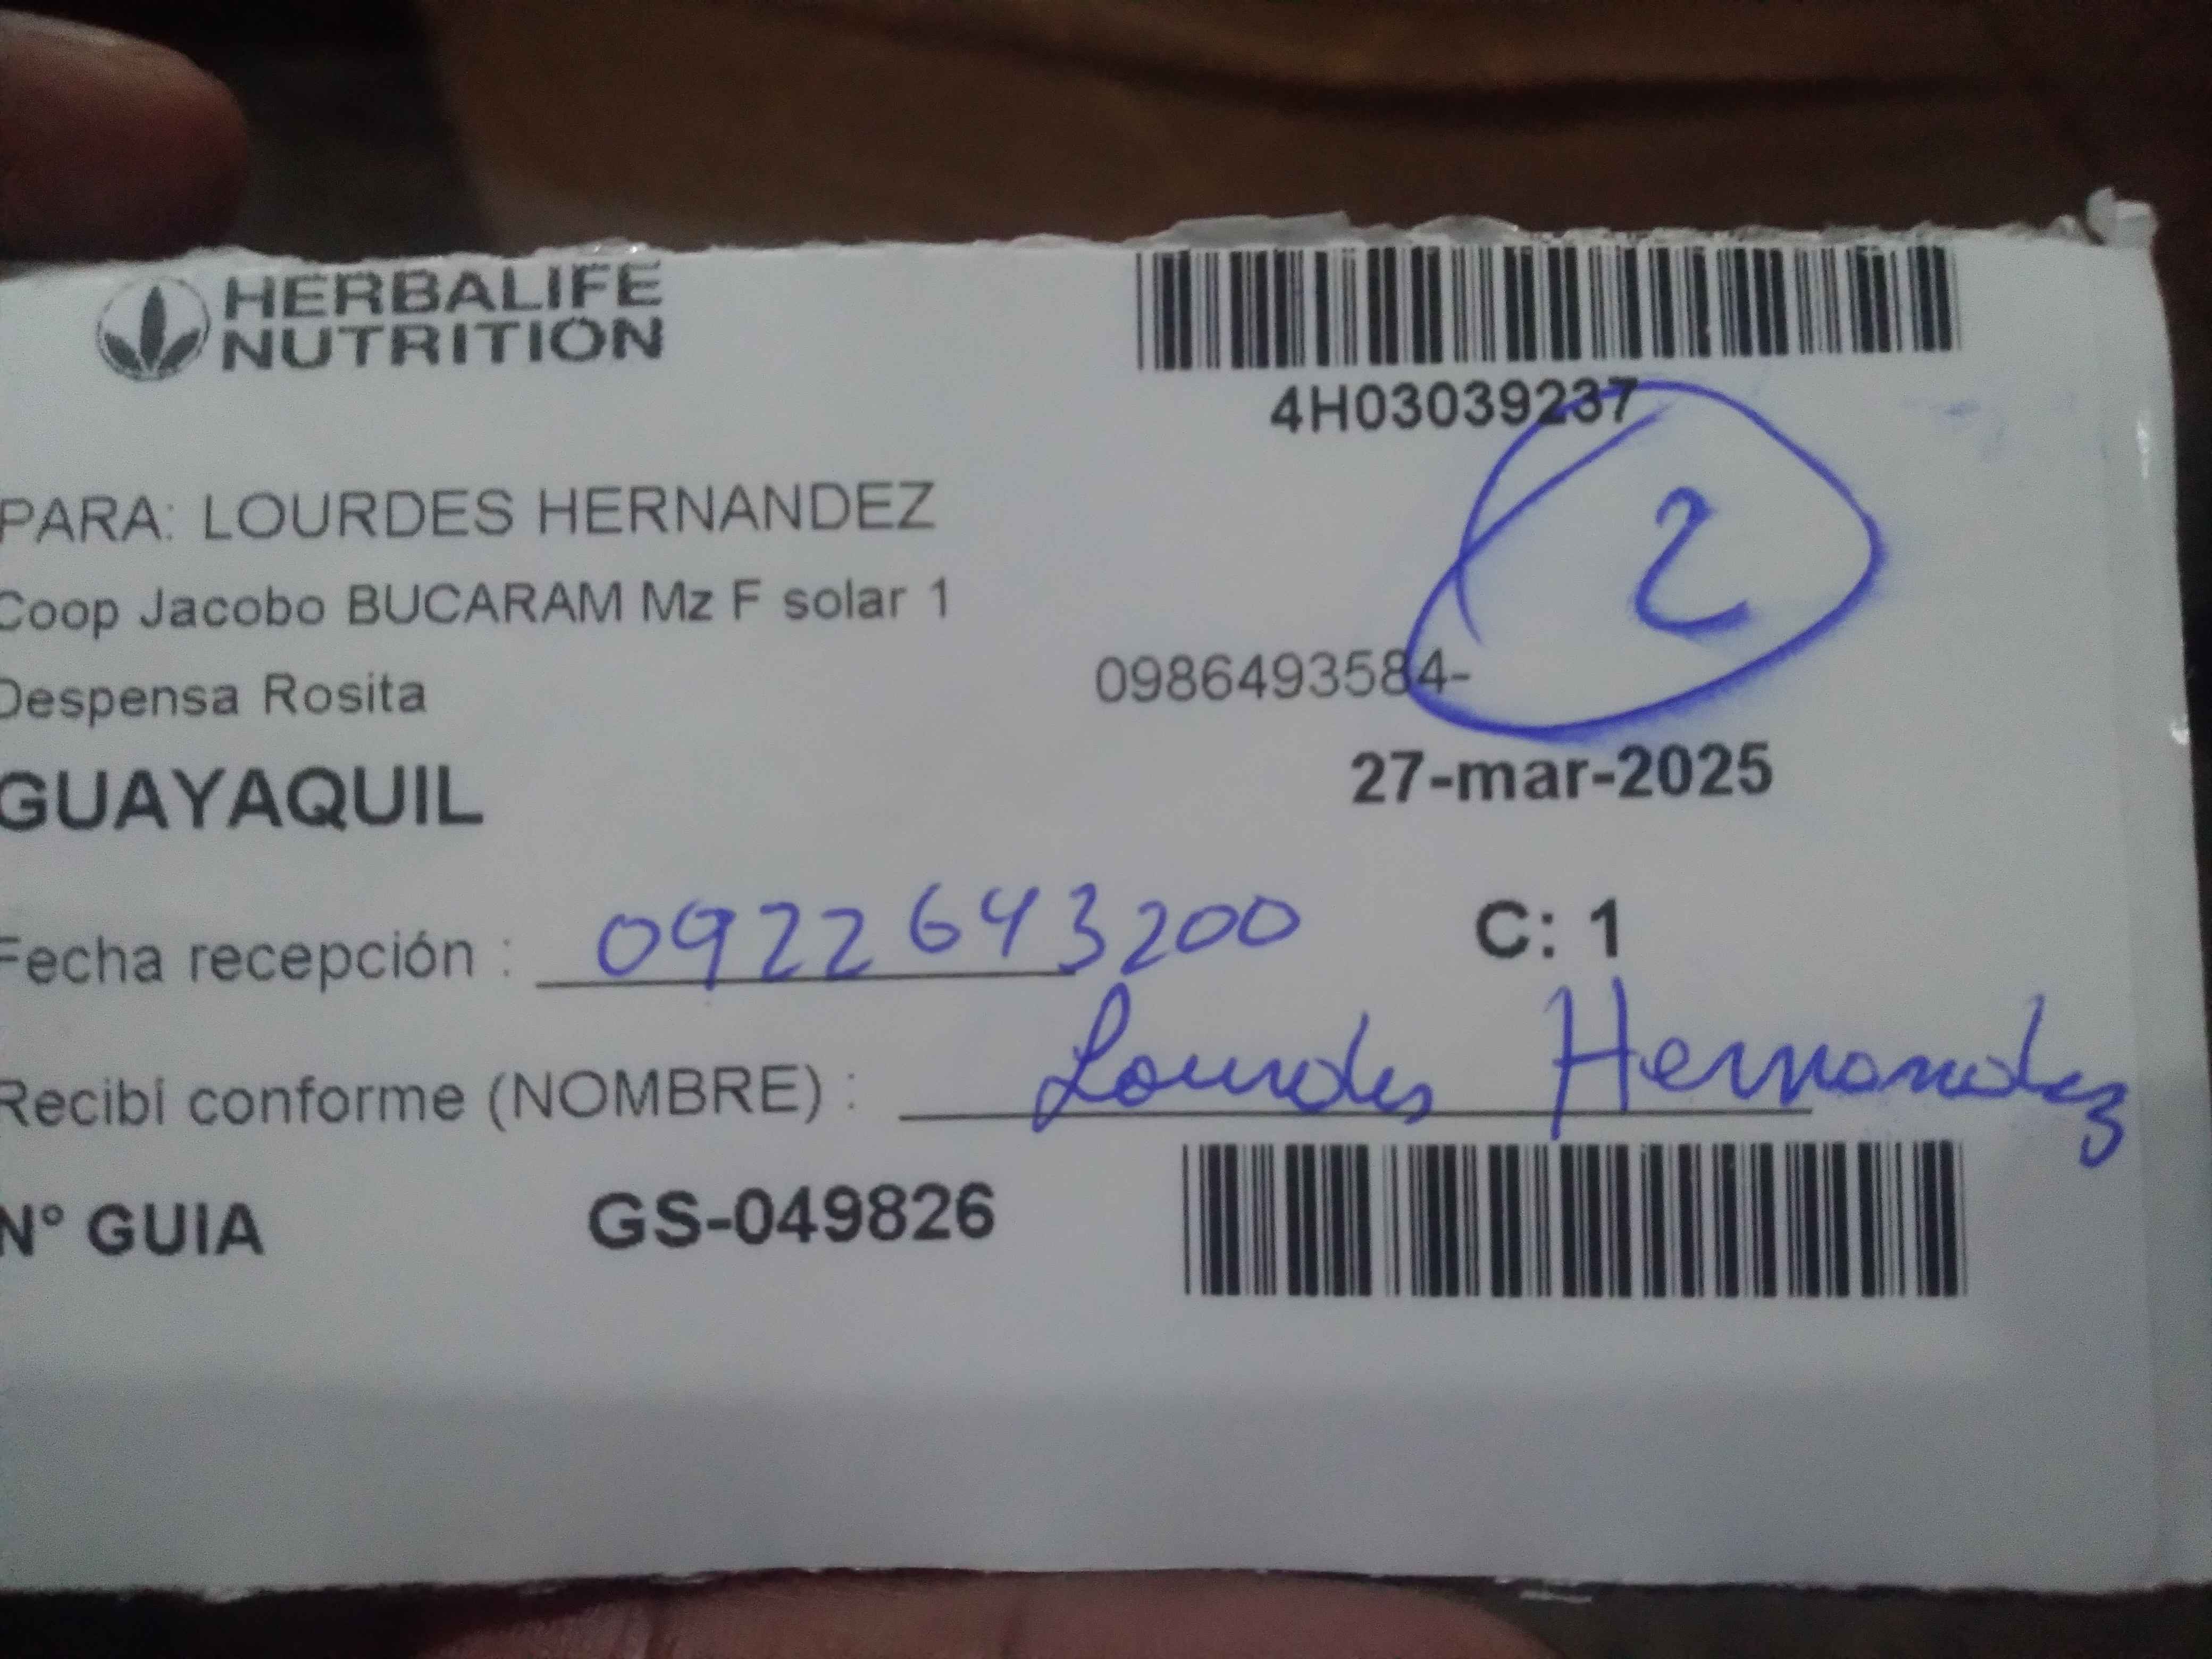 HERBALIFE
NUTRITION
4H03039237
2
PARA: LOURDES HERNANDEZ
Coop Jacobo BUCARAM Mz F solar 1
Despensa Rosita
0986493584-
GUAYAQUIL
27-mar-2025
Fecha recepción : 0922643200 C: 1
Recibí conforme (NOMBRE) : Lourdes Hernandez
N° GUIA GS-049826